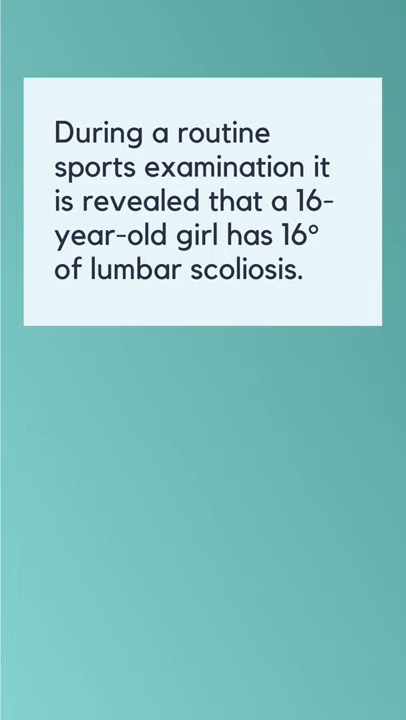 During a routine
sports examination it
is revealed that a 16-
year-old girl has 16°
of lumbar scoliosis.